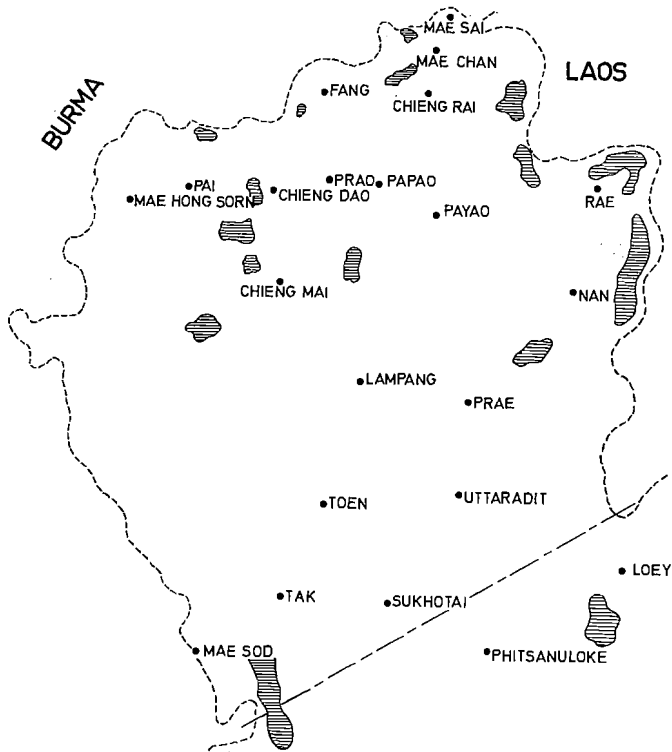 MAE SAI
MAE CHAN
LAOS
BURMA
FANG
CHIENG RAI
PAI
MAE HONG SORN
CHIENG DAO
PRAO
PAPAO
PAYAO
RAE
CHIENG MAI
NAN
LAMPANG
PRAE
TOEN
UTTARADIT
LOEY
TAK
SUKHOTAI
MAE SOD
PHITSANULOKE